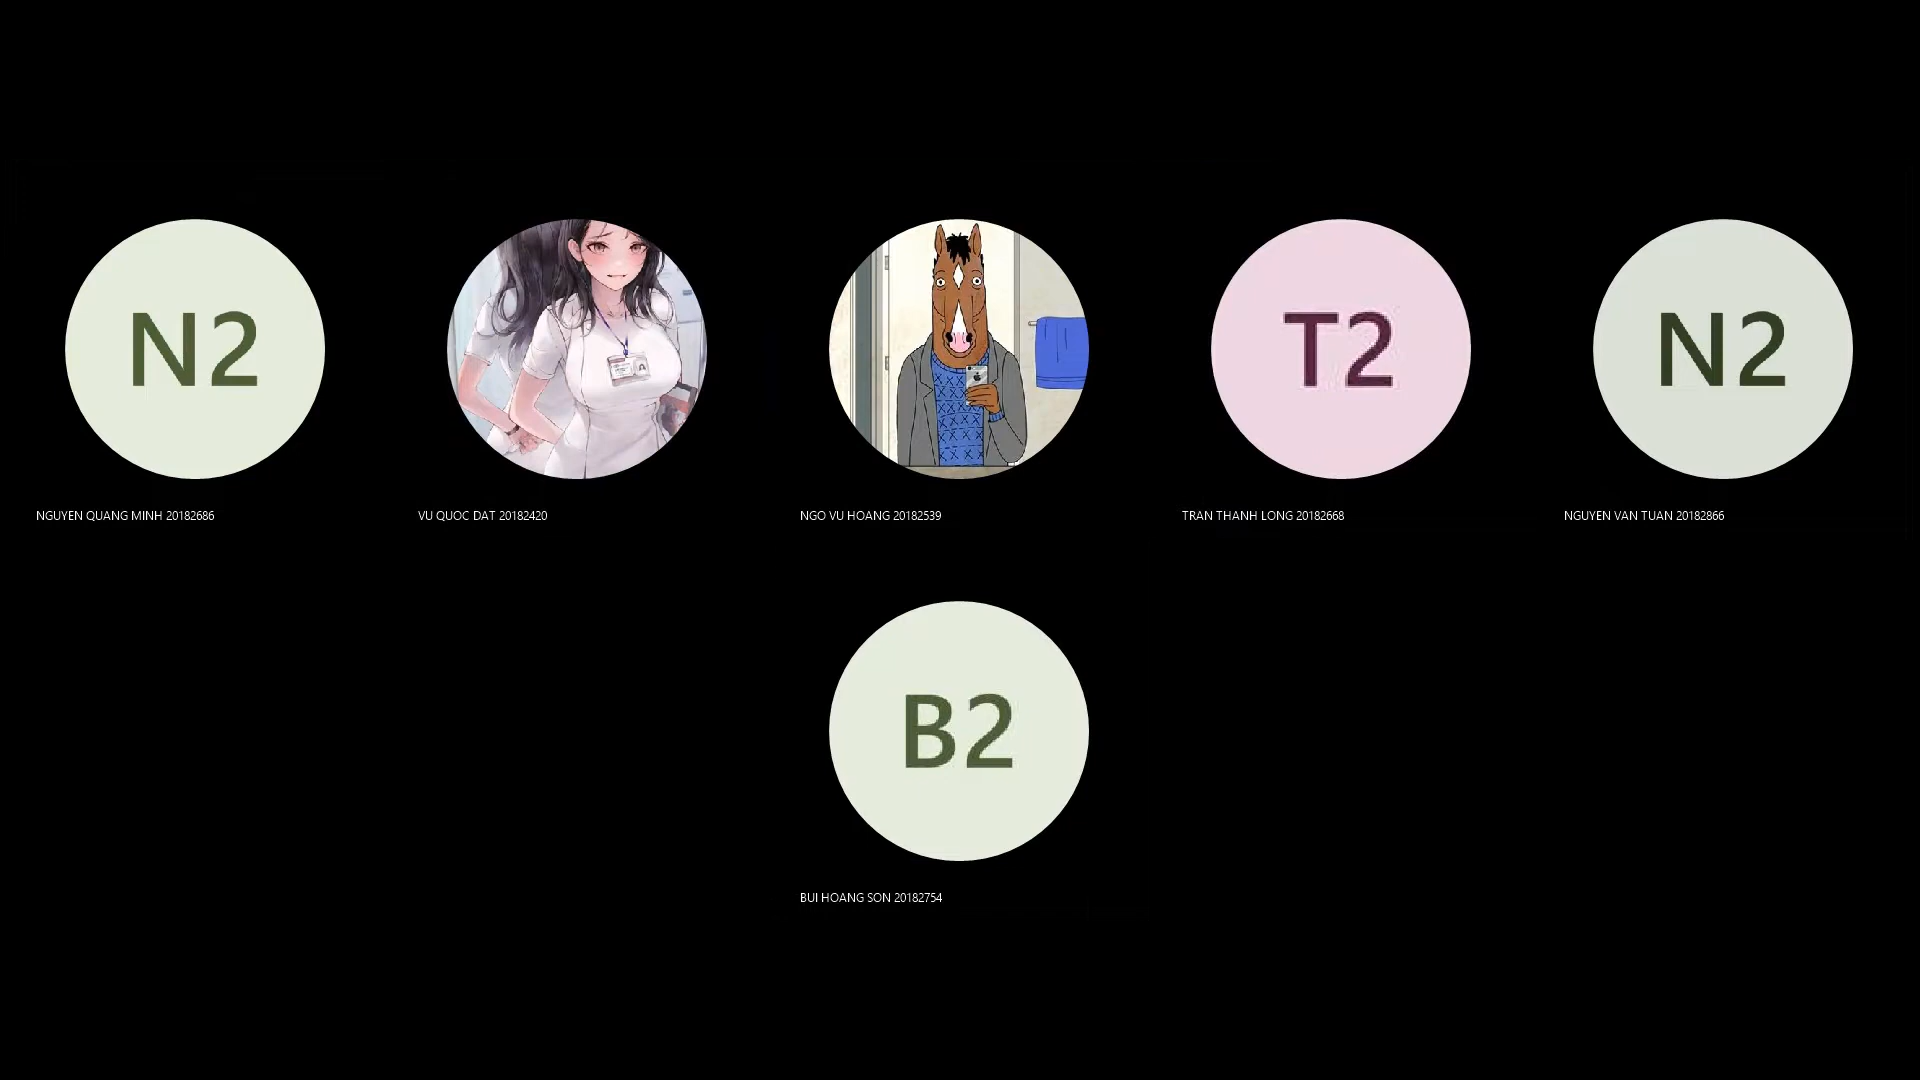 N2
NGUYEN QUANG MINH 20182686
VU QUOC DAT 20182420
NGO VU HOANG 20182539
T2
TRAN THANH LONG 20182668
N2
NGUYEN VAN TUAN 20182866
B2
BUI HOANG SON 20182754